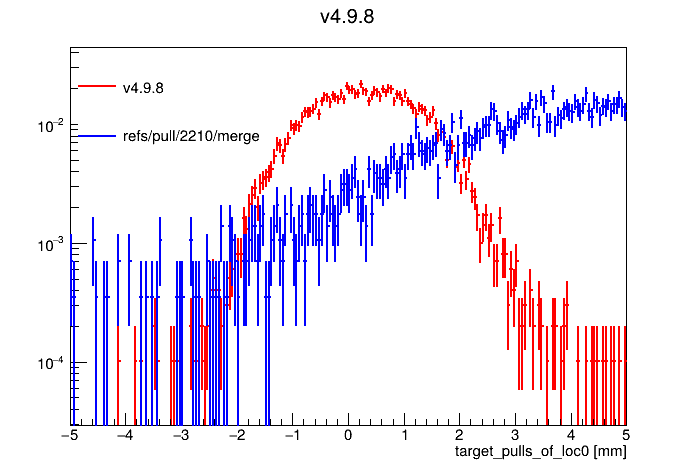 v4.9.8
v4.9.8
refs/pull/2210/merge
10⁻²
10⁻³
10⁻⁴
−5 −4 −3 −2 −1 0 1 2 3 4 5
target_pulls_of_loc0 [mm]